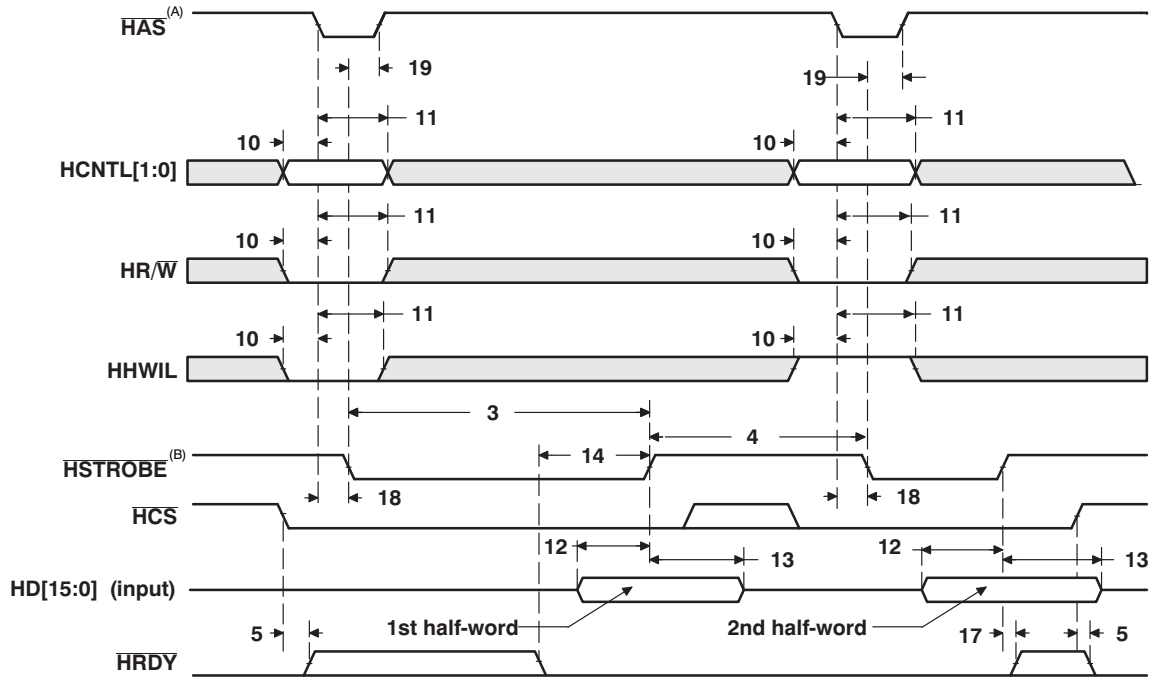 HAS (A)
19
19
11
11
10
10
HCNTL[1:0]
11
11
10
10
HR/W
11
11
10
10
HHWIL
3
4
14
HSTROBE (B)
18
18
HCS
12
12
13
13
HD[15:0] (input)
1st half-word
2nd half-word
5
17
5
HRDY